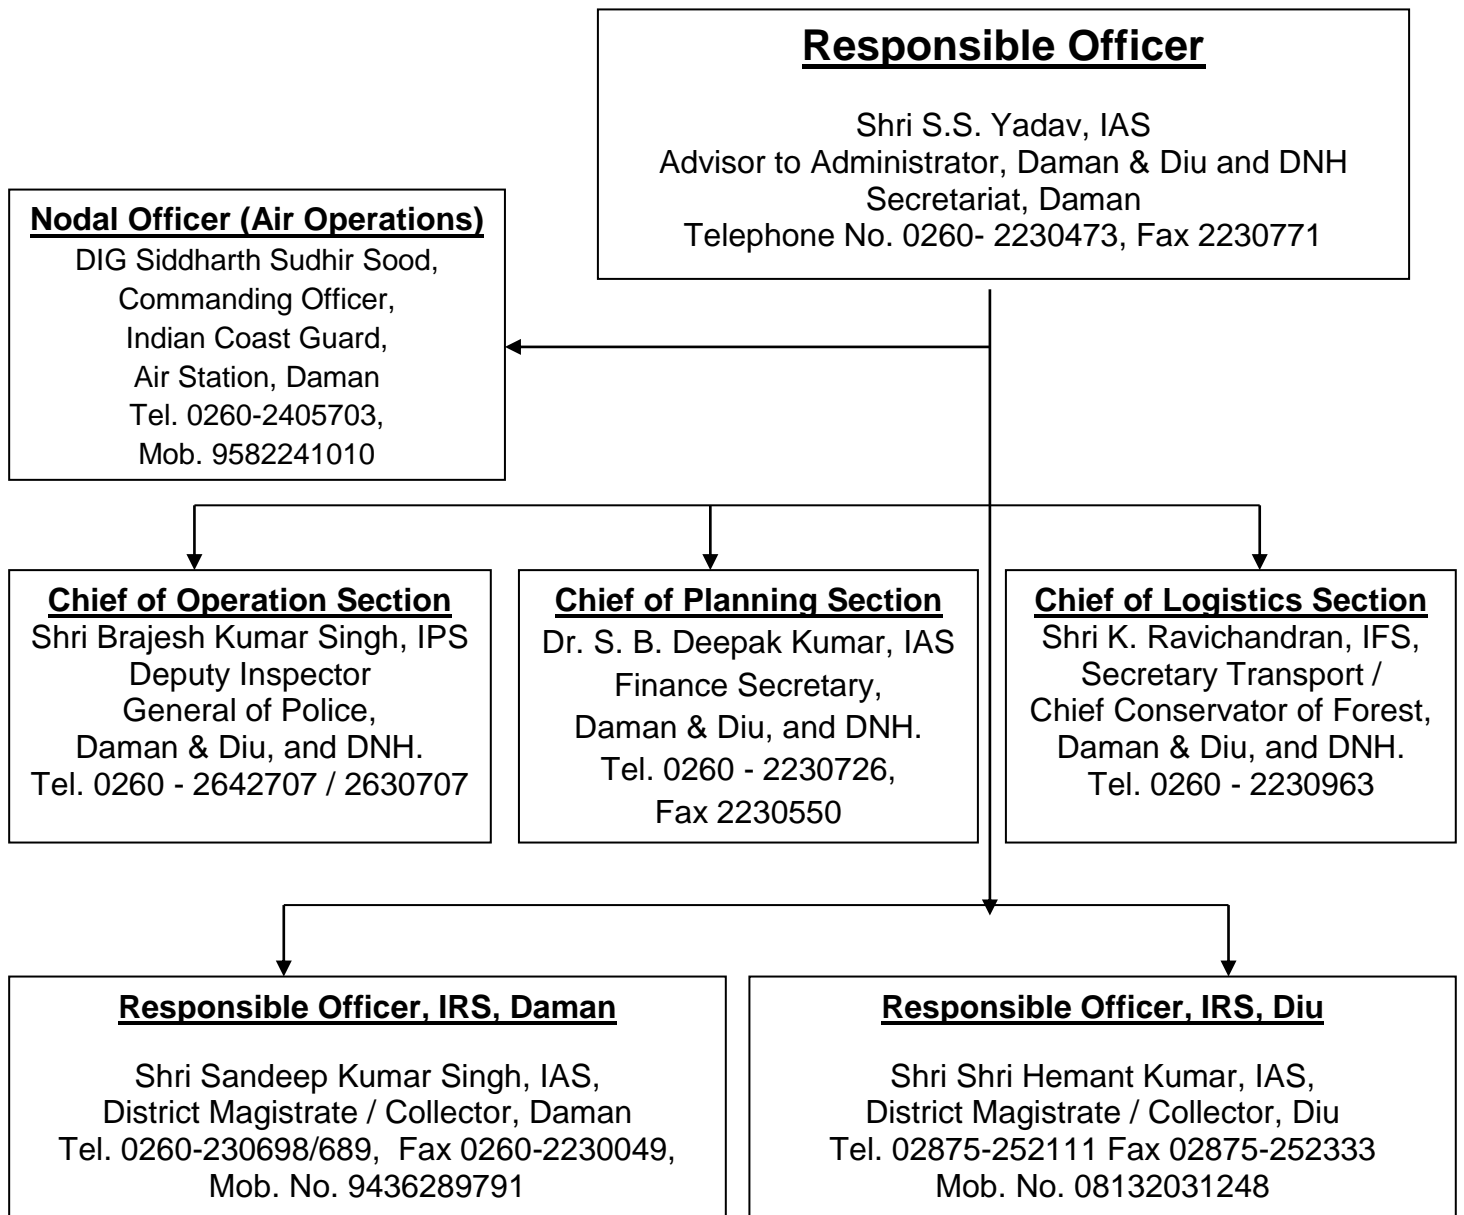 Responsible Officer
Shri S.S. Yadav, IAS
Advisor to Administrator, Daman & Diu and DNH
Secretariat, Daman
Telephone No. 0260- 2230473, Fax 2230771
Nodal Officer (Air Operations)
DIG Siddharth Sudhir Sood,
Commanding Officer,
Indian Coast Guard,
Air Station, Daman
Tel. 0260-2405703,
Mob. 9582241010
Chief of Operation Section
Shri Brajesh Kumar Singh, IPS
Deputy Inspector
General of Police,
Daman & Diu, and DNH.
Tel. 0260 - 2642707 / 2630707
Chief of Planning Section
Dr. S. B. Deepak Kumar, IAS
Finance Secretary,
Daman & Diu, and DNH.
Tel. 0260 - 2230726,
Fax 2230550
Chief of Logistics Section
Shri K. Ravichandran, IFS,
Secretary Transport /
Chief Conservator of Forest,
Daman & Diu, and DNH.
Tel. 0260 - 2230963
Responsible Officer, IRS, Daman
Shri Sandeep Kumar Singh, IAS,
District Magistrate / Collector, Daman
Tel. 0260-230698/689, Fax 0260-2230049,
Mob. No. 9436289791
Responsible Officer, IRS, Diu
Shri Shri Hemant Kumar, IAS,
District Magistrate / Collector, Diu
Tel. 02875-252111 Fax 02875-252333
Mob. No. 08132031248